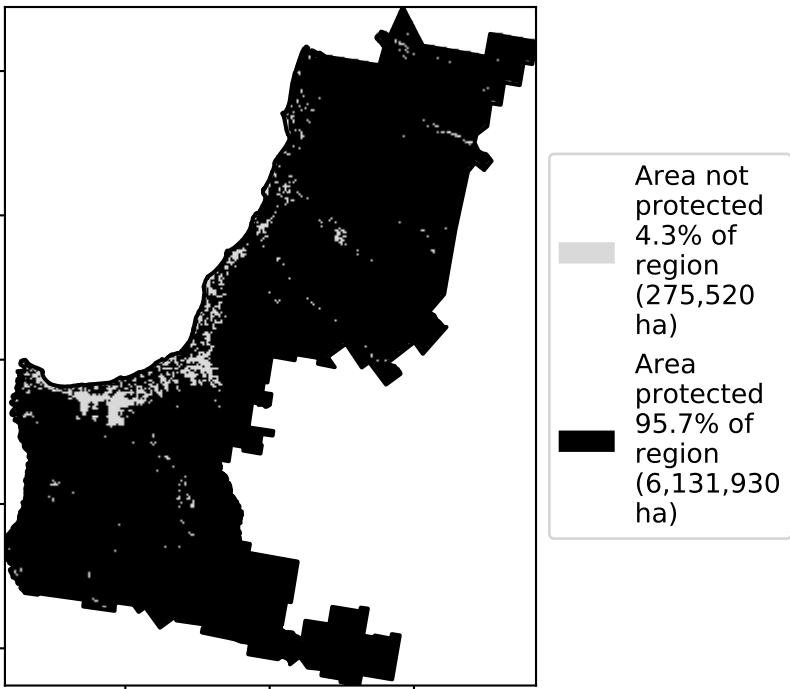 Area not
protected
4.3% of
region
(275,520
ha)
Area
protected
95.7% of
region
(6,131,930
ha)